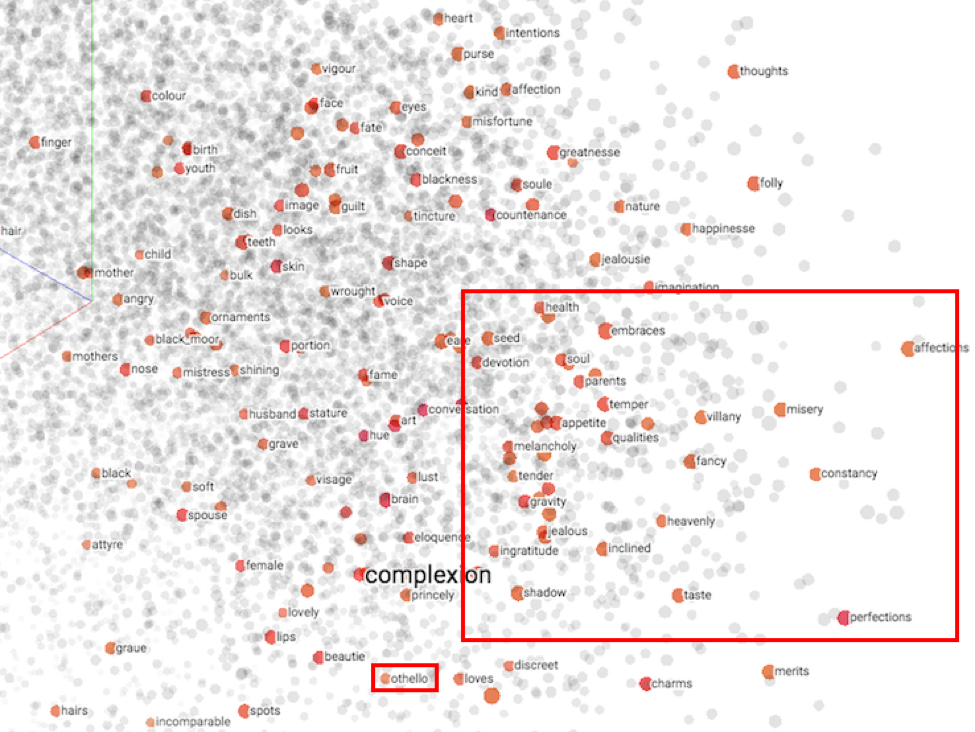 heart
intentions
purse
vigour
thoughts
kind
affection
colour
face
eyes
misfortune
fate
finger
birth
conceit
greatnesse
youth
fruit
blackness
soule
folly
image
guilt
nature
dish
tincture
countenance
hair
looks
happinesse
teeth
child
jealousie
shape
skin
mother
bulk
imagination
wrought
angry
voice
health
ornaments
embraces
black_moor
ease
seed
portion
affections
mothers
soul
devotion
nose
mistress
shining
fame
parents
temper
conversation
misery
husband
stature
villany
art
appetite
hue
qualities
grave
melancholy
fancy
black
lust
tender
constancy
visage
soft
brain
gravity
spouse
heavenly
jealous
eloquence
attyre
inclined
ingratitude
female
complexion
shadow
princely
taste
lovely
perfections
lips
graue
beautie
discreet
merits
othello
loves
charms
hairs
spots
incomparable